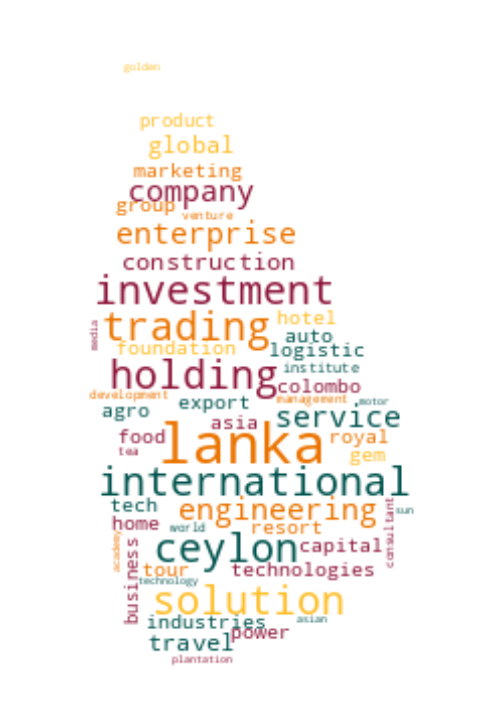 golden
product
global
marketing
company
group
venture
enterprise
construction
investment
trading
hotel
media
auto
foundation
logistic
institute
holding
colombo
development
management
motor
export
agro
service
asia
food
lanka
royal
tea
gem
international
tech
engineering
sun
home
world
resort
consultant
academy
ceylon
capital
business
tour
technologies
technology
solution
industries
asian
power
travel
plantation